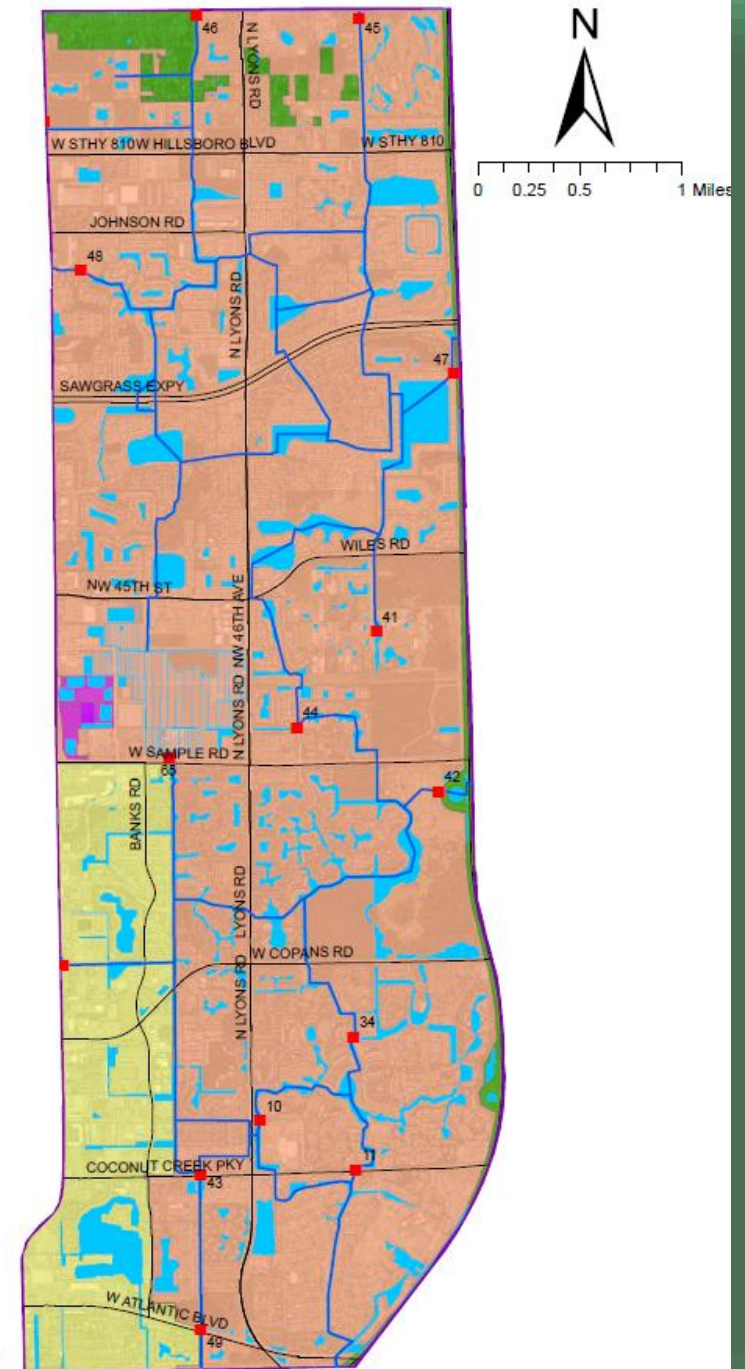 46
N LYONS RD
45
N
W STHY 810
W HILLSBORO BLVD
W STHY 810
0 0.25 0.5 1 Miles
JOHNSON RD
48
N LYONS RD
47
SAWGRASS EXPY
WILES RD
NW 45TH ST
NW 46TH AVE
41
N LYONS RD
44
W SAMPLE RD
65
42
BANKS RD
LYONS RD
W COPANS RD
N LYONS RD
34
10
11
COCONUT CREEK PKY
43
W ATLANTIC BLVD
49